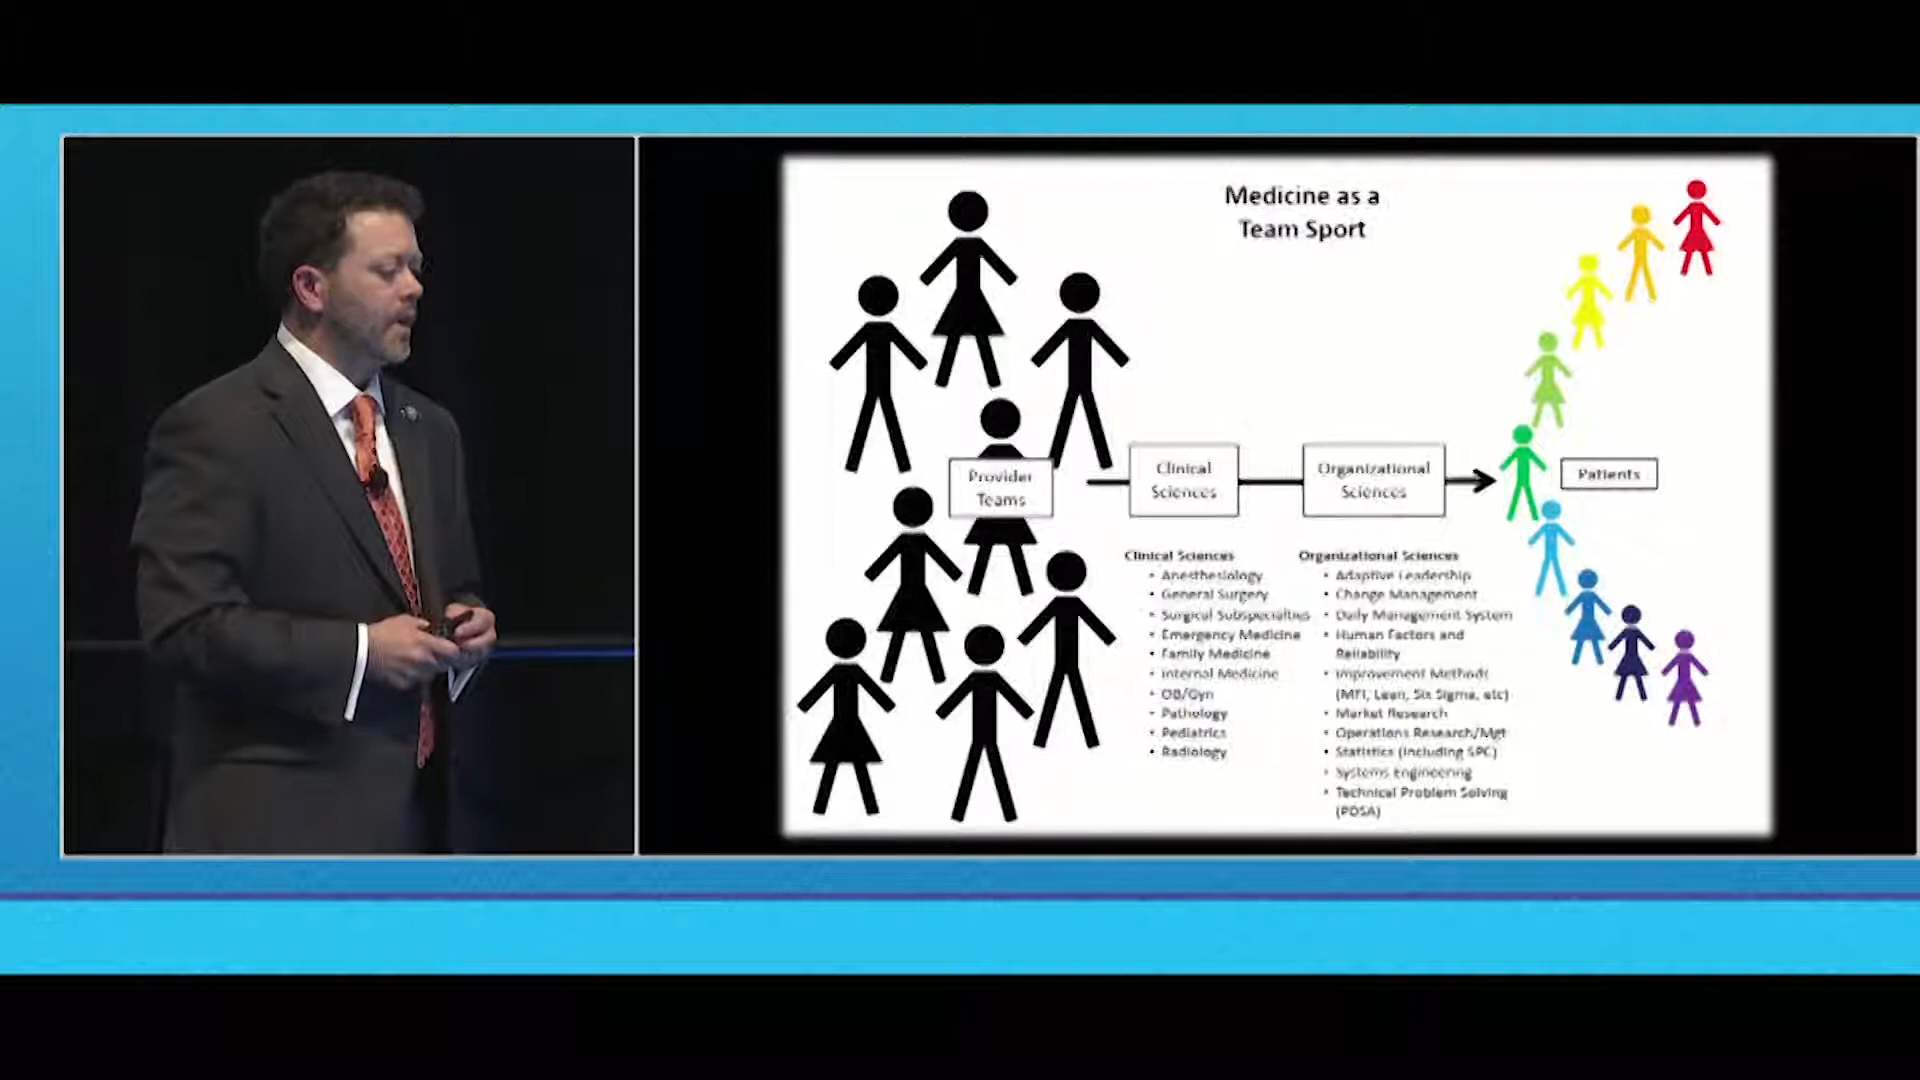 Medicine as a
Team Sport
Provider
Teams
Clinical
Sciences
Organizational
Sciences
Patients
Clinical Sciences
• Anesthesiology
• General Surgery
• Surgical Subspecialties
• Emergency Medicine
• Family Medicine
• Internal Medicine
• OB/Gyn
• Pathology
• Pediatrics
• Radiology
Organizational Sciences
• Adaptive Leadership
• Change Management
• Daily Management System
• Human Factors and
Reliability
• Improvement Methods
(MFI, Lean, Six Sigma, etc)
• Market Research
• Operations Research/Mgt
• Statistics (including SPC)
• Systems Engineering
• Technical Problem Solving
(PDSA)